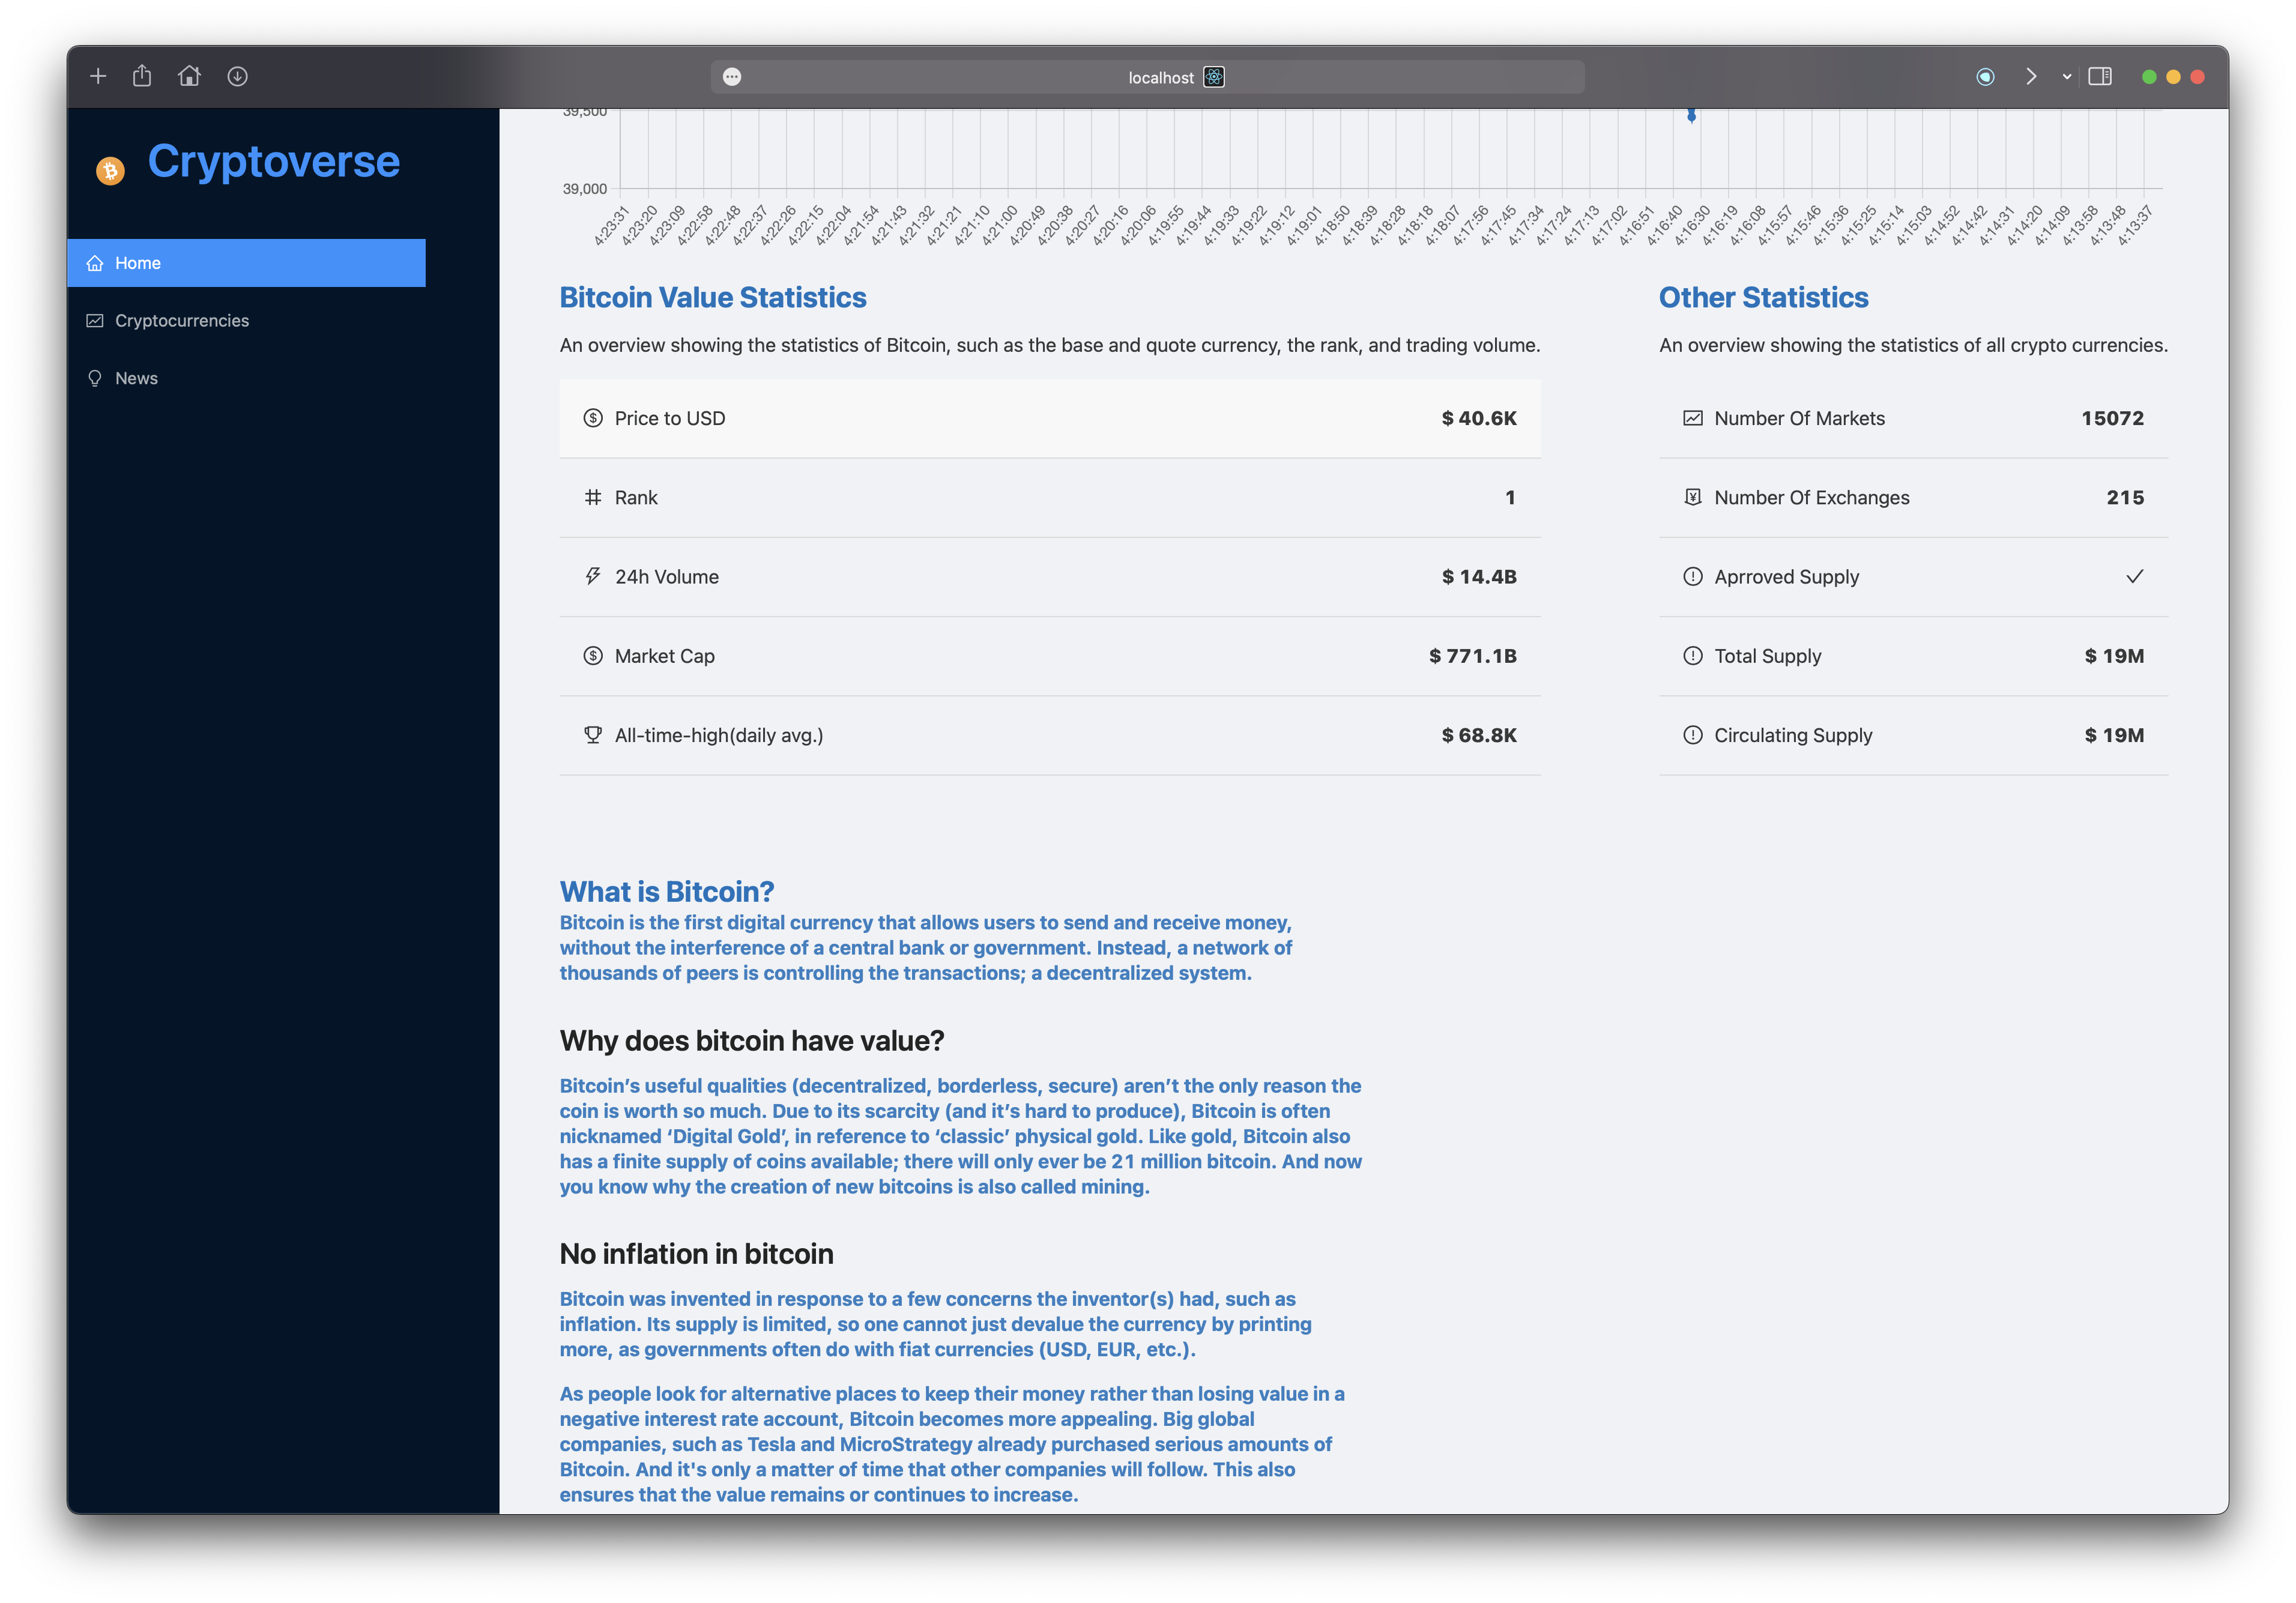 localhost
Cryptoverse
Home
Cryptocurrencies
News
39,500
39,000
4:23:31 4:23:20 4:23:09 4:22:58 4:22:48 4:22:37 4:22:26 4:22:15 4:22:04 4:21:54 4:21:43 4:21:32 4:21:21 4:21:10 4:21:00 4:20:49 4:20:38 4:20:27 4:20:16 4:20:06 4:19:55 4:19:44 4:19:33 4:19:22 4:19:12 4:19:01 4:18:50 4:18:39 4:18:28 4:18:18 4:18:07 4:17:56 4:17:45 4:17:34 4:17:24 4:17:13 4:17:02 4:16:51 4:16:40 4:16:30 4:16:19 4:16:08 4:15:57 4:15:46 4:15:36 4:15:25 4:15:14 4:15:03 4:14:52 4:14:42 4:14:31 4:14:20 4:14:09 4:13:58 4:13:48 4:13:37
Bitcoin Value Statistics
An overview showing the statistics of Bitcoin, such as the base and quote currency, the rank, and trading volume.
Price to USD $ 40.6K
Rank 1
24h Volume $ 14.4B
Market Cap $ 771.1B
All-time-high(daily avg.) $ 68.8K
Other Statistics
An overview showing the statistics of all crypto currencies.
Number Of Markets 15072
Number Of Exchanges 215
Aprroved Supply
Total Supply $ 19M
Circulating Supply $ 19M
What is Bitcoin?
Bitcoin is the first digital currency that allows users to send and receive money,
without the interference of a central bank or government. Instead, a network of
thousands of peers is controlling the transactions; a decentralized system.
Why does bitcoin have value?
Bitcoin’s useful qualities (decentralized, borderless, secure) aren’t the only reason the
coin is worth so much. Due to its scarcity (and it’s hard to produce), Bitcoin is often
nicknamed ‘Digital Gold’, in reference to ‘classic’ physical gold. Like gold, Bitcoin also
has a finite supply of coins available; there will only ever be 21 million bitcoin. And now
you know why the creation of new bitcoins is also called mining.
No inflation in bitcoin
Bitcoin was invented in response to a few concerns the inventor(s) had, such as
inflation. Its supply is limited, so one cannot just devalue the currency by printing
more, as governments often do with fiat currencies (USD, EUR, etc.).
As people look for alternative places to keep their money rather than losing value in a
negative interest rate account, Bitcoin becomes more appealing. Big global
companies, such as Tesla and MicroStrategy already purchased serious amounts of
Bitcoin. And it's only a matter of time that other companies will follow. This also
ensures that the value remains or continues to increase.